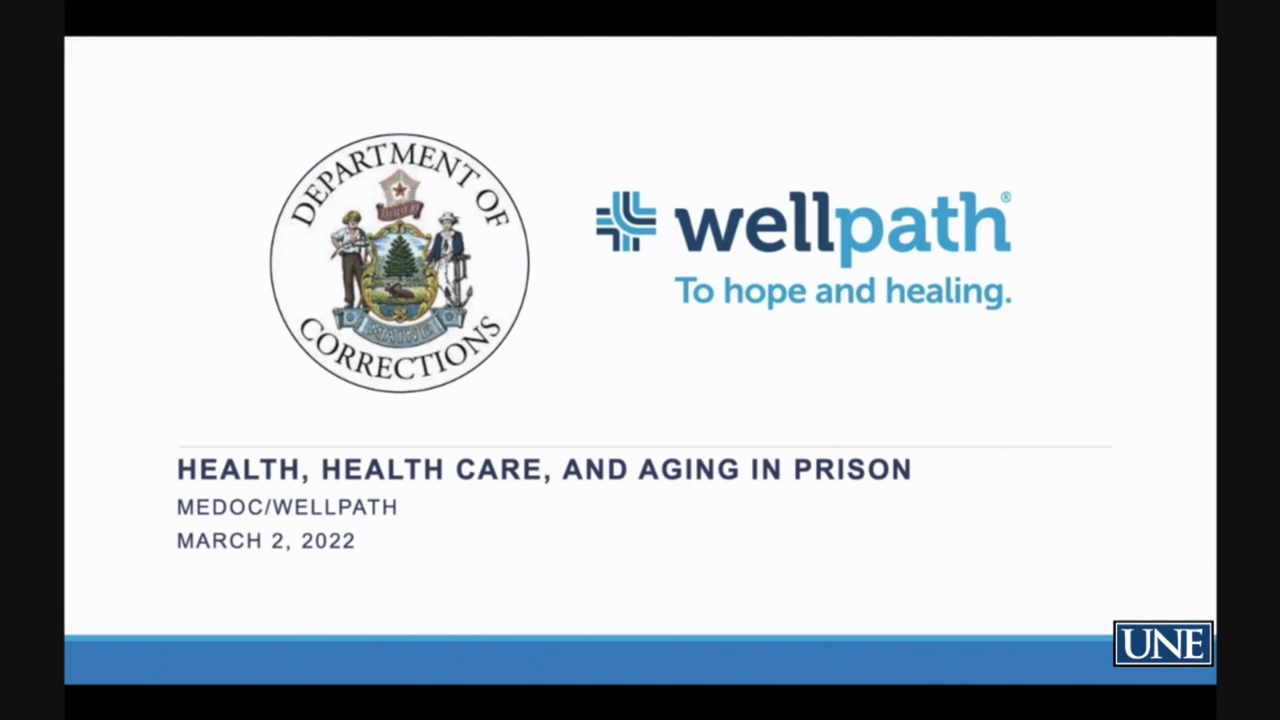 DEPARTMENT OF
CORRECTIONS
MAINE
wellpath®
To hope and healing.
HEALTH, HEALTH CARE, AND AGING IN PRISON
MEDOC/WELLPATH
MARCH 2, 2022
UNE